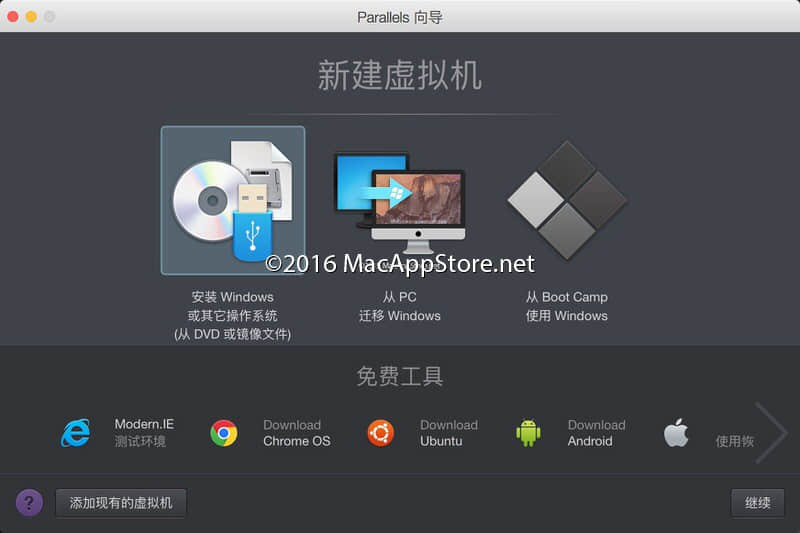 Parallels 向导
新建虚拟机
©2016 MacAppStore.net
安装 Windows
或其它操作系统
(从 DVD 或镜像文件)
从 PC
迁移 Windows
从 Boot Camp
使用 Windows
免费工具
Modern.IE
测试环境
Download
Chrome OS
Download
Ubuntu
Download
Android
使用恢
?
添加现有的虚拟机
继续